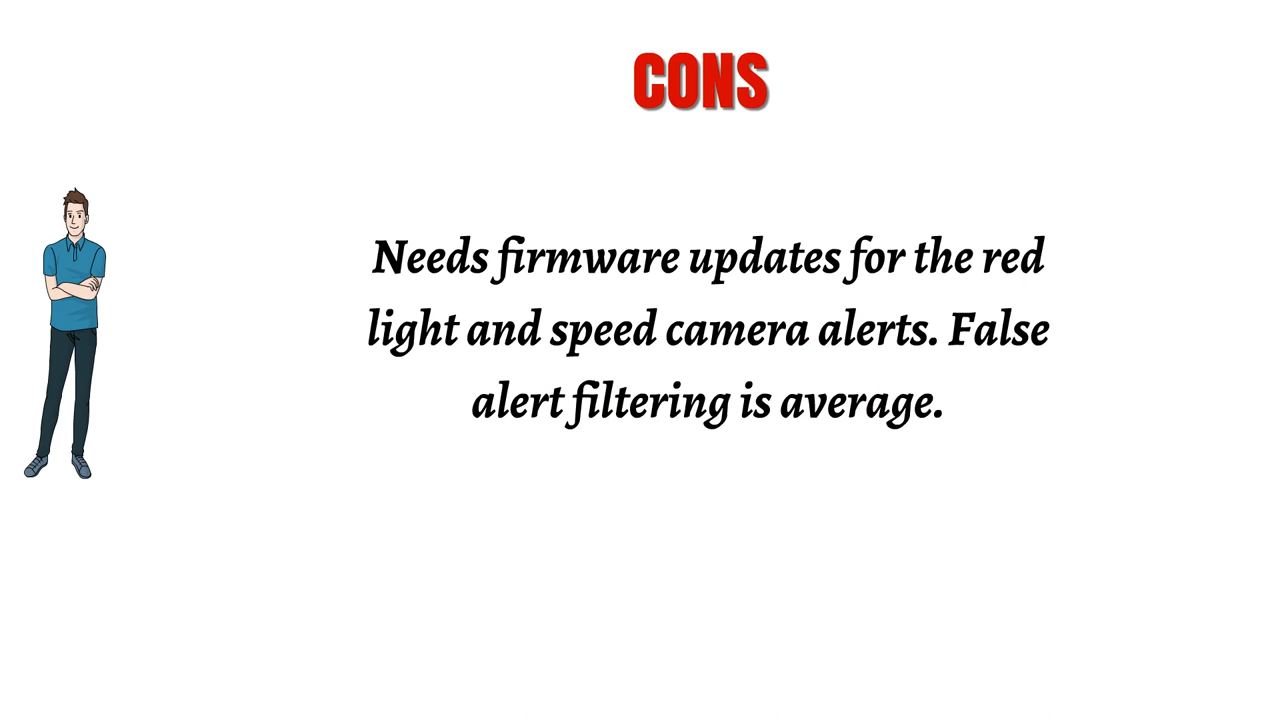 CONS
Needs firmware updates for the red
light and speed camera alerts. False
alert filtering is average.